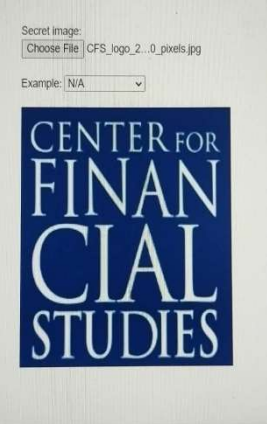 Secret image:
Choose File CFS_logo_2...0_pixels.jpg
Example: N/A
CENTER FOR
FINAN
CIAL
STUDIES